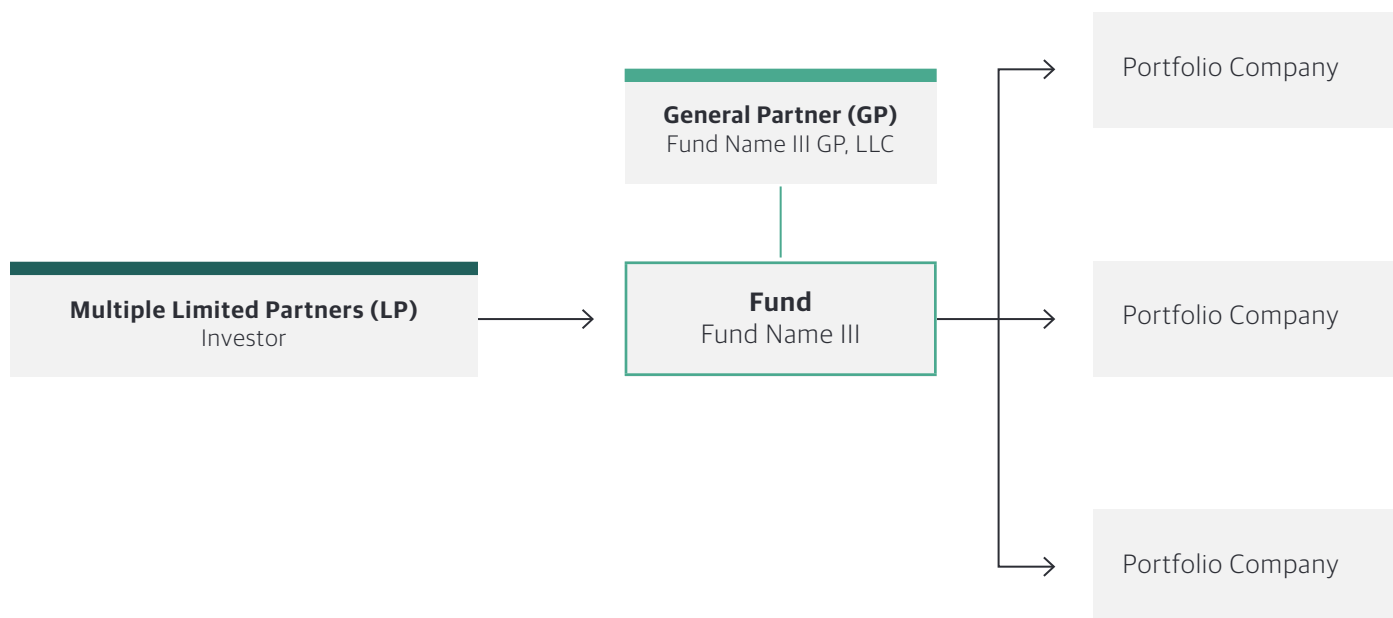 Portfolio Company
General Partner (GP)
Fund Name III GP, LLC
Multiple Limited Partners (LP)
Investor
Fund
Fund Name III
Portfolio Company
Portfolio Company